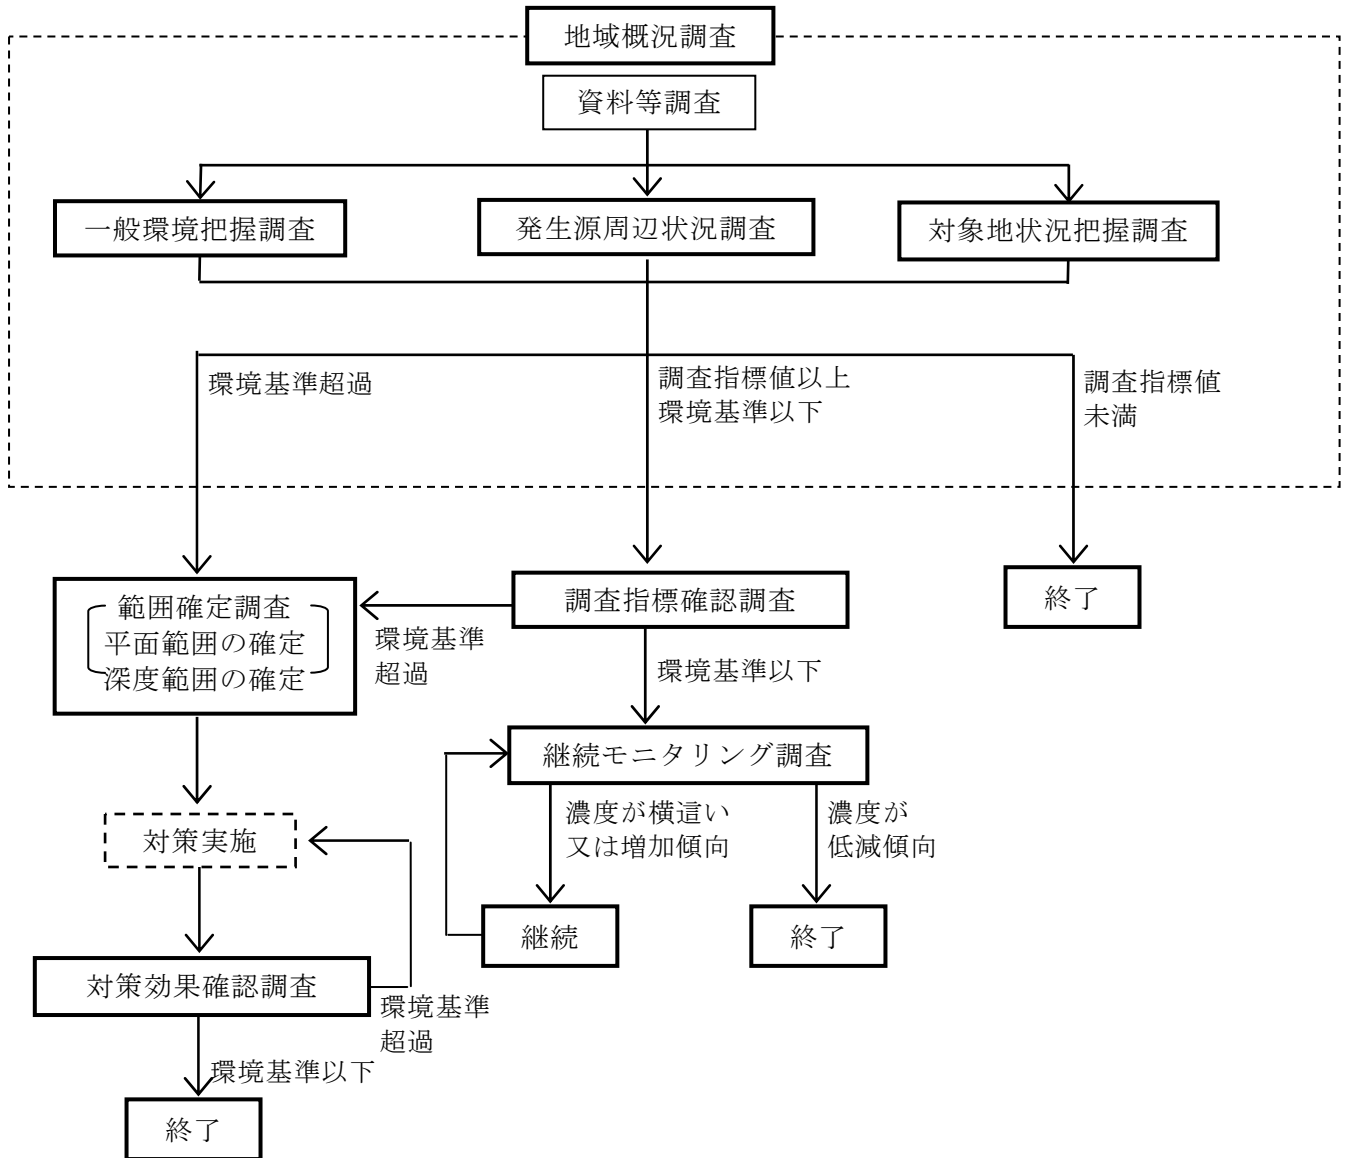 地域概況調査
資料等調査
一般環境把握調査
発生源周辺状況調査
対象地状況把握調査
環境基準超過
調査指標値以上
環境基準以下
調査指標値
未満
範囲確定調査
平面範囲の確定
深度範囲の確定
環境基準
超過
調査指標確認調査
終了
環境基準以下
継続モニタリング調査
濃度が横這い
又は増加傾向
濃度が
低減傾向
対策実施
継続
終了
対策効果確認調査
環境基準
超過
環境基準以下
終了